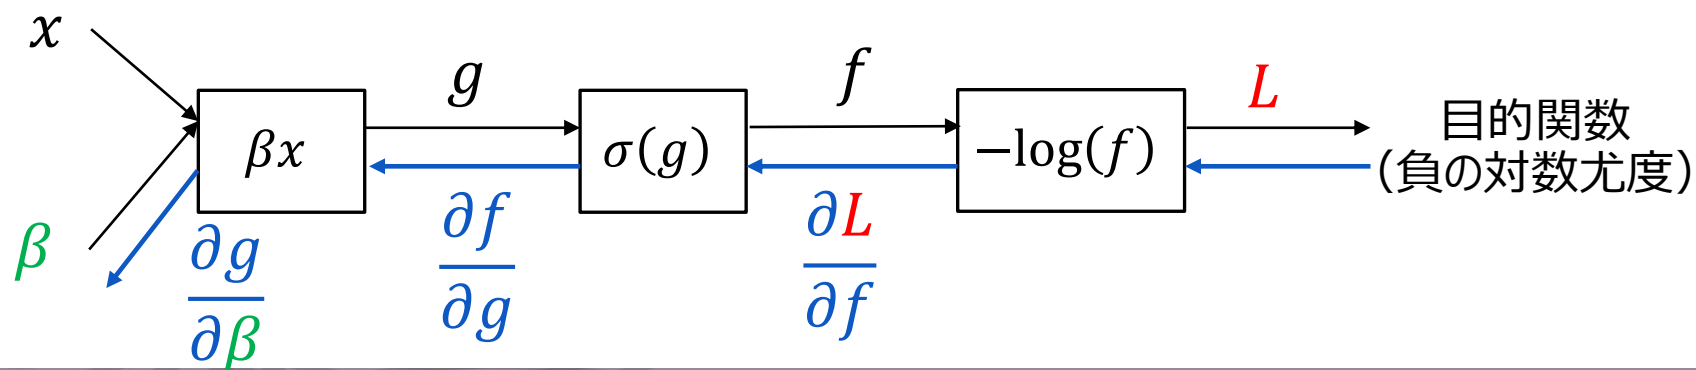 x
g
f
L
目的関数
(負の対数尤度)
βx
σ(g)
−log(f)
β
∂g
∂β
∂f
∂g
∂L
∂f